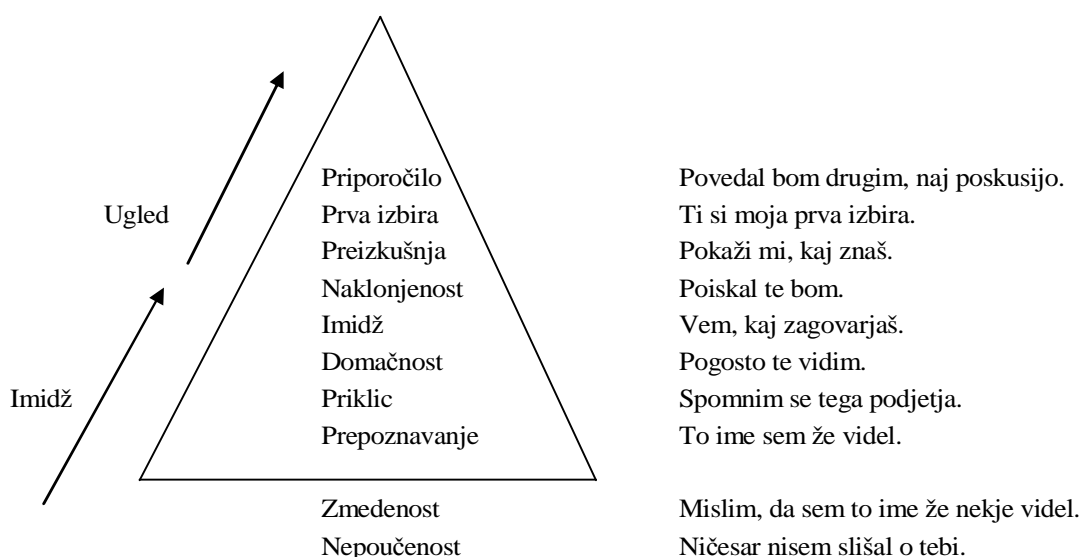 Priporočilo Povedal bom drugim, naj poskusijo.
Ugled Prva izbira Ti si moja prva izbira.
Preizkušnja Pokaži mi, kaj znaš.
Naklonjenost Poiskal te bom.
Imidž Vem, kaj zagovarjaš.
Domačnost Pogosto te vidim.
Imidž Priklic Spomnim se tega podjetja.
Prepoznavanje To ime sem že videl.
Zmedenost Mislim, da sem to ime že nekje videl.
Nepoučenost Ničesar nisem slišal o tebi.